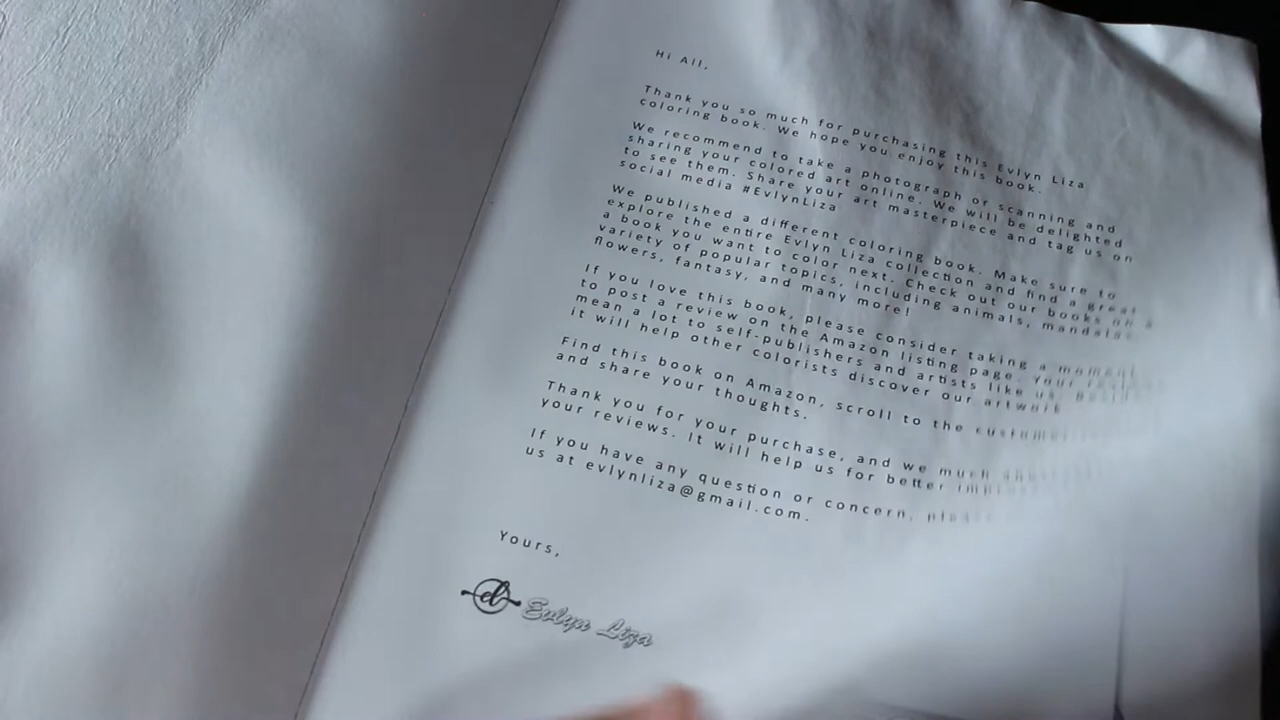 Hi All,
Thank you so much for purchasing this Evlyn Liza
coloring book. We hope you enjoy this book.
We recommend to take a photograph or scanning and
sharing your colored art online. We will be delighted
to see them. Share your art masterpiece and tag us on
social media #EvlynLiza
We published a different coloring book. Make sure to
explore the entire Evlyn Liza collection and find a great
a book you want to color next. Check out our books on a
variety of popular topics, including animals, mandalas
flowers, fantasy, and many more!
If you love this book, please consider taking a moment
to post a review on the Amazon listing page. Your
mean a lot to self-publishers and artists like us.
it will help other colorists discover our artwork
Find this book on Amazon, scroll to the customer
and share your thoughts.
Thank you for your purchase, and we much
your reviews. It will help us for better
If you have any question or concern,
us at evlynliza@gmail.com.
Yours,
el Evlyn Liza